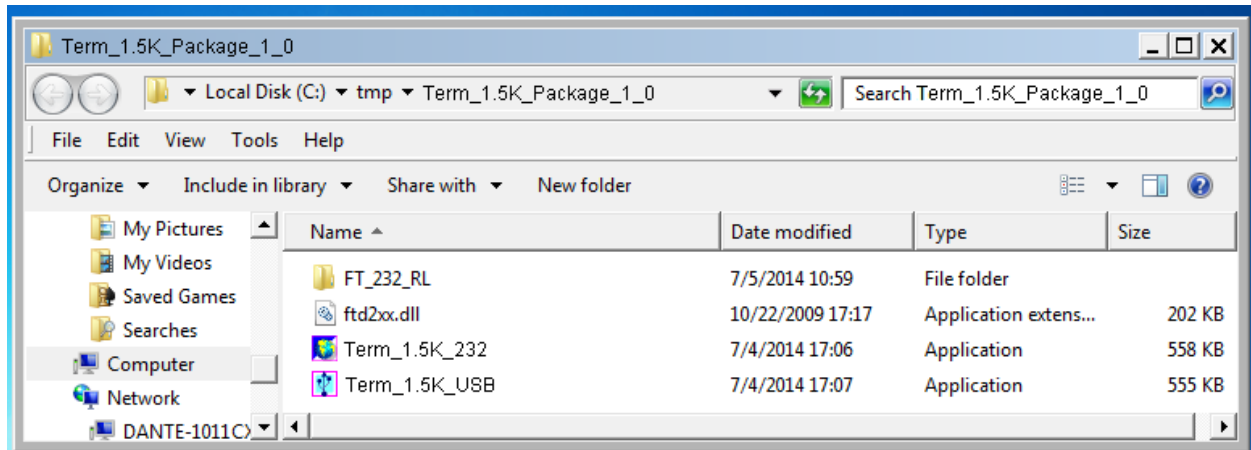 Term_1.5K_Package_1_0
Local Disk (C:) tmp Term_1.5K_Package_1_0 Search Term_1.5K_Package_1_0
File Edit View Tools Help
Organize Include in library Share with New folder
My Pictures Name Date modified Type Size
My Videos FT_232_RL 7/5/2014 10:59 File folder
Saved Games ftd2xx.dll 10/22/2009 17:17 Application extens... 202 KB
Searches Term_1.5K_232 7/4/2014 17:06 Application 558 KB
Computer Term_1.5K_USB 7/4/2014 17:07 Application 555 KB
Network
DANTE-1011C